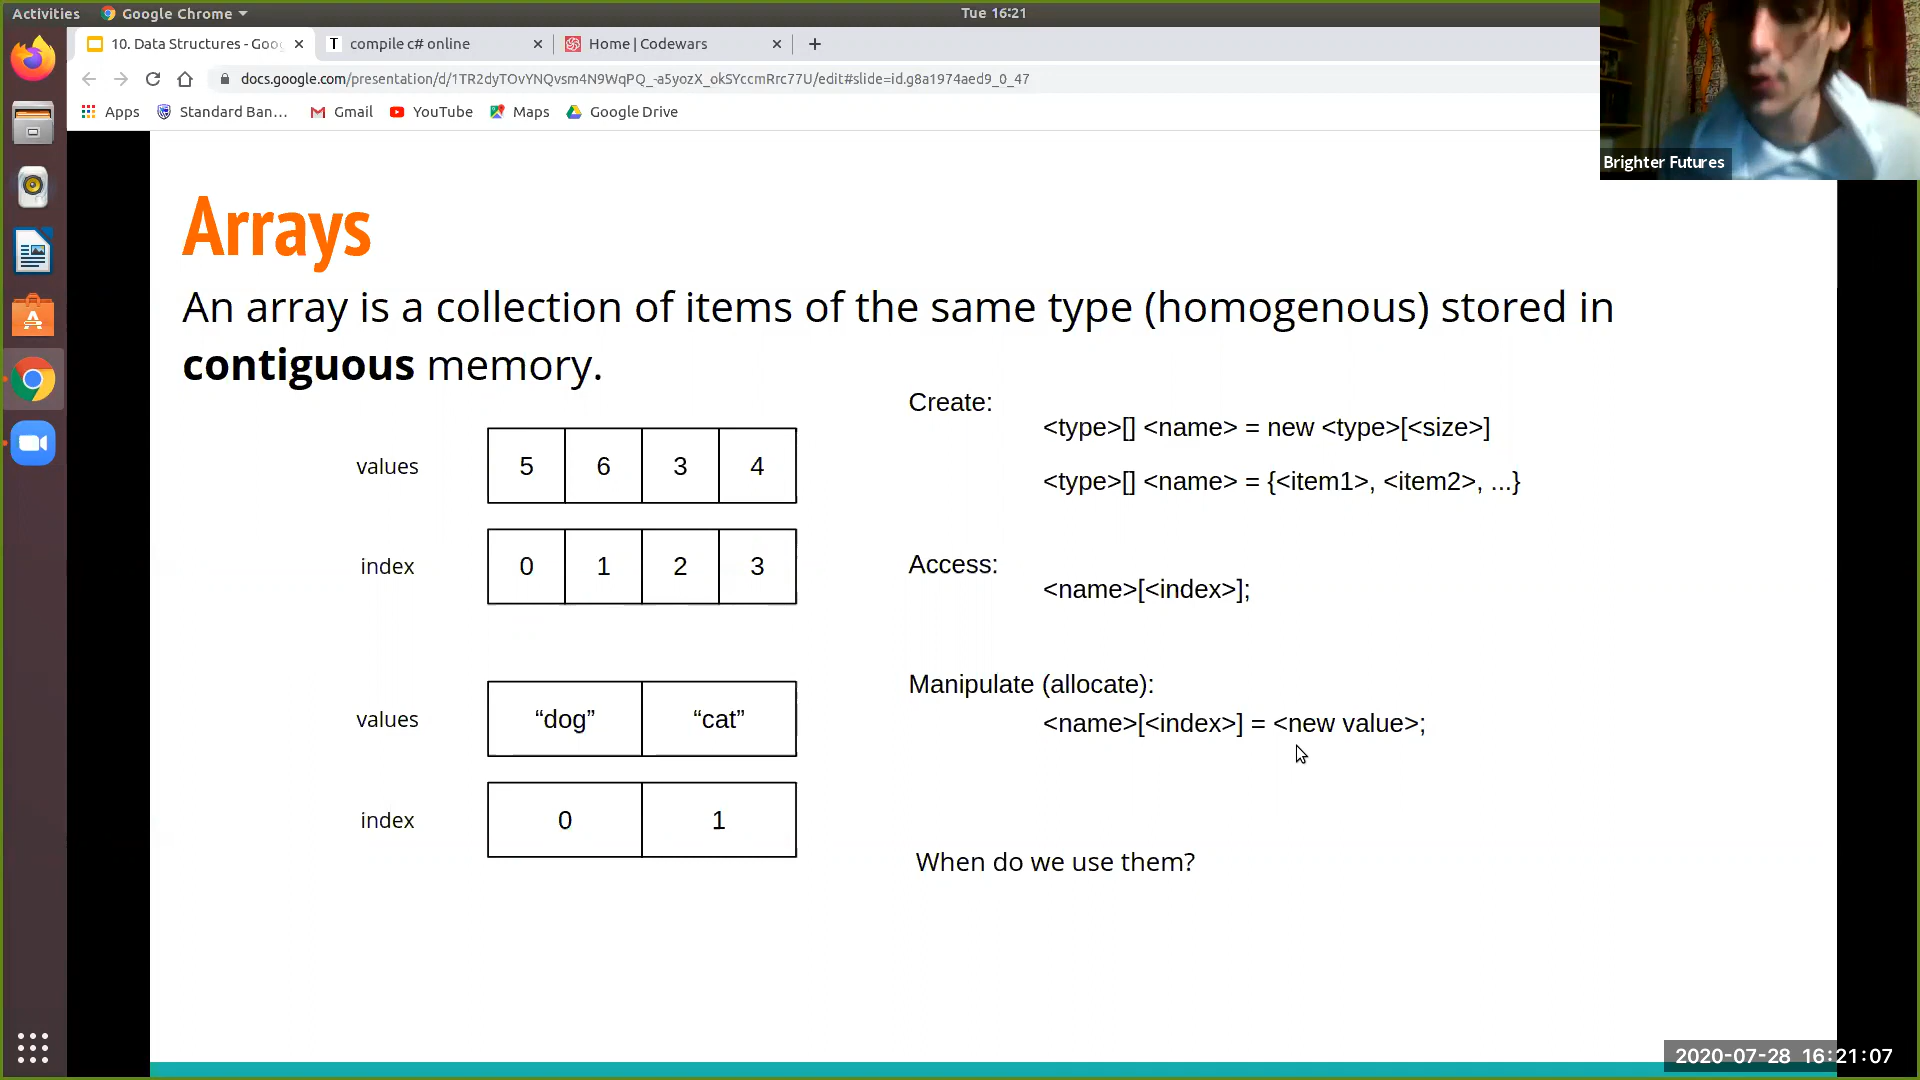 Activities
Google Chrome
Tue 16:21
10. Data Structures - Goo
compile c# online
Home | Codewars
docs.google.com/presentation/d/1TR2dyTOvYNQvsm4N9WqPQ_-a5yozX_okSYccmRrc77U/edit#slide=id.g8a1974aed9_0_47
Apps
Standard Ban...
Gmail
YouTube
Maps
Google Drive
Brighter Futures
Arrays
An array is a collection of items of the same type (homogenous) stored in
contiguous memory.
values
5 6 3 4
index
0 1 2 3
values
“dog” “cat”
index
0 1
Create:
<type>[] <name> = new <type>[<size>]
<type>[] <name> = {<item1>, <item2>, ...}
Access:
<name>[<index>];
Manipulate (allocate):
<name>[<index>] = <new value>;
When do we use them?
2020-07-28 16:21:07